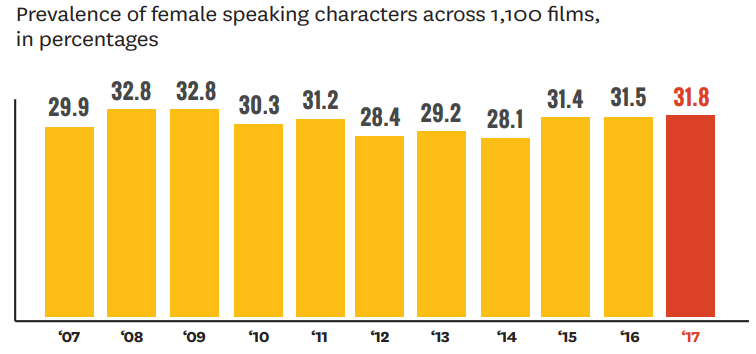 Prevalence of female speaking characters across 1,100 films,
in percentages
29.9 32.8 32.8 30.3 31.2 28.4 29.2 28.1 31.4 31.5 31.8
‘07 ‘08 ‘09 ‘10 ‘11 ‘12 ‘13 ‘14 ‘15 ‘16 ‘17